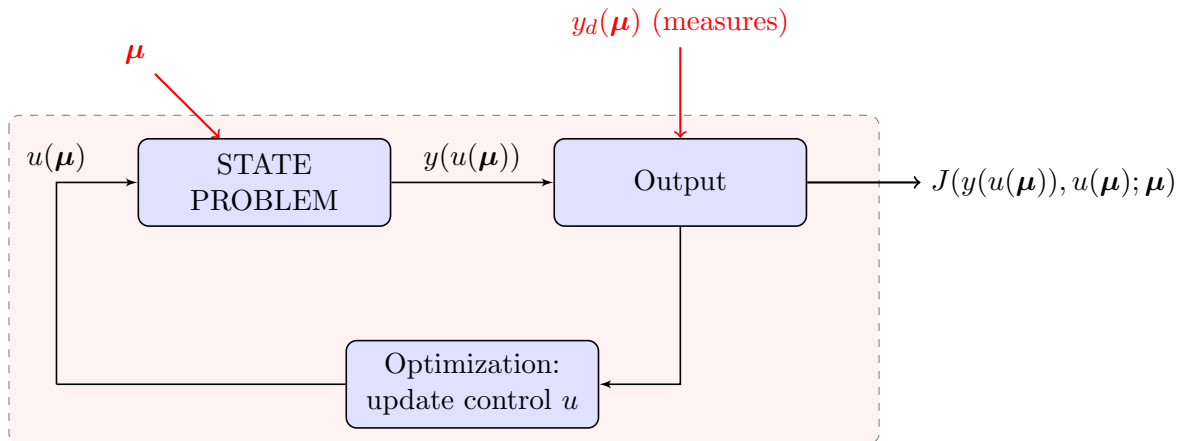 y_d(μ) (measures)
μ
u(μ)
STATE
PROBLEM
y(u(μ))
Output
J(y(u(μ)), u(μ); μ)
Optimization:
update control u